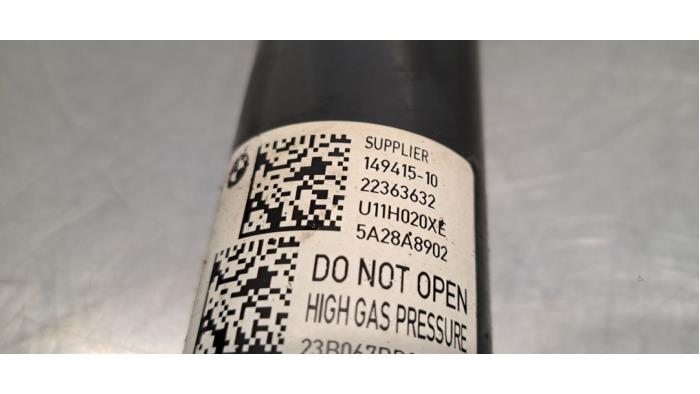 SUPPLIER
149415-10
22363632
U11H020XE
5A28A8902
DO NOT OPEN
HIGH GAS PRESSURE